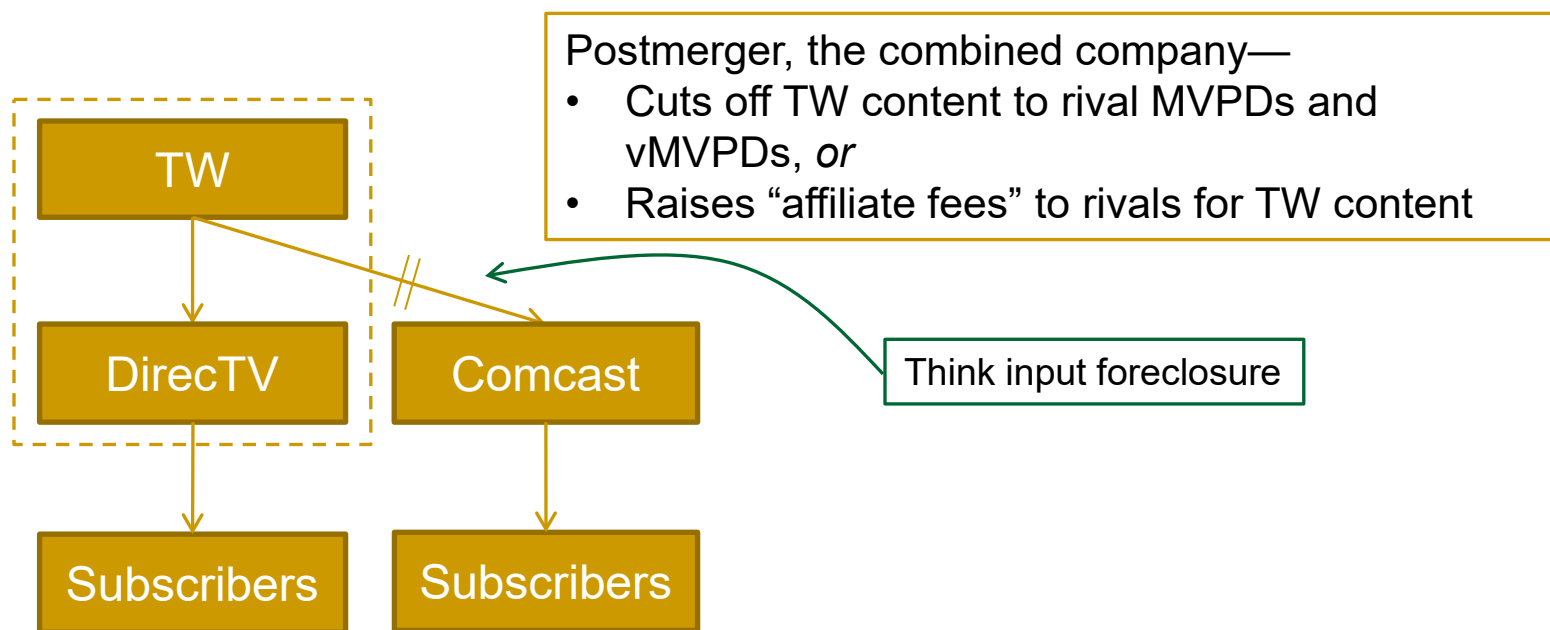 Postmerger, the combined company—
• Cuts off TW content to rival MVPDs and
vMVPDs, or
• Raises “affiliate fees” to rivals for TW content
TW
DirecTV
Comcast
Think input foreclosure
Subscribers
Subscribers